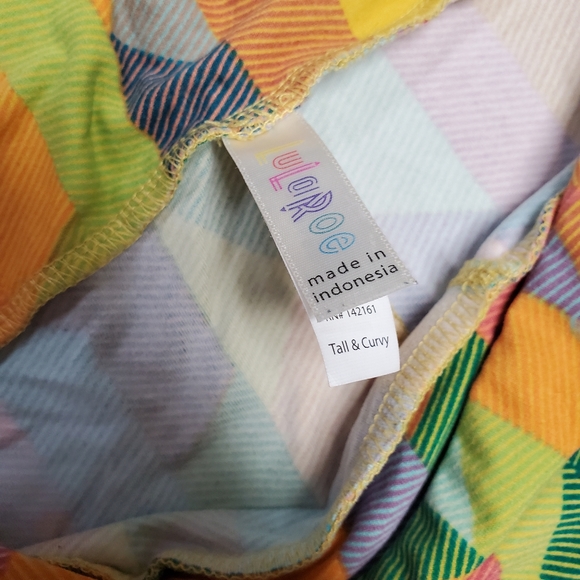 LuLaRoe
made in
indonesia
RN# 142161
Tall & Curvy